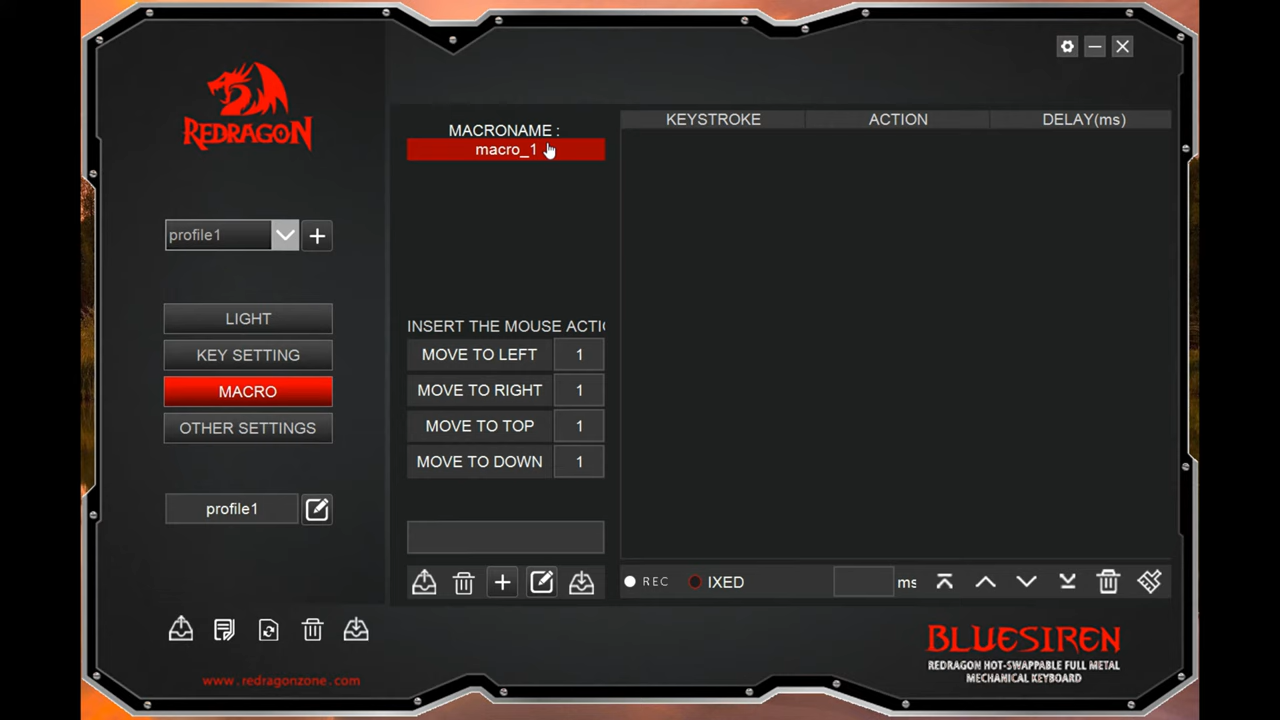 REDRAGON
profile1
LIGHT
KEY SETTING
MACRO
OTHER SETTINGS
profile1
www.redragonzone.com
MACRONAME :
macro_1
INSERT THE MOUSE ACTI
MOVE TO LEFT 1
MOVE TO RIGHT 1
MOVE TO TOP 1
MOVE TO DOWN 1
KEYSTROKE ACTION DELAY(ms)
REC IXED ms
BLUESIREN
REDRAGON HOT-SWAPPABLE FULL METAL
MECHANICAL KEYBOARD